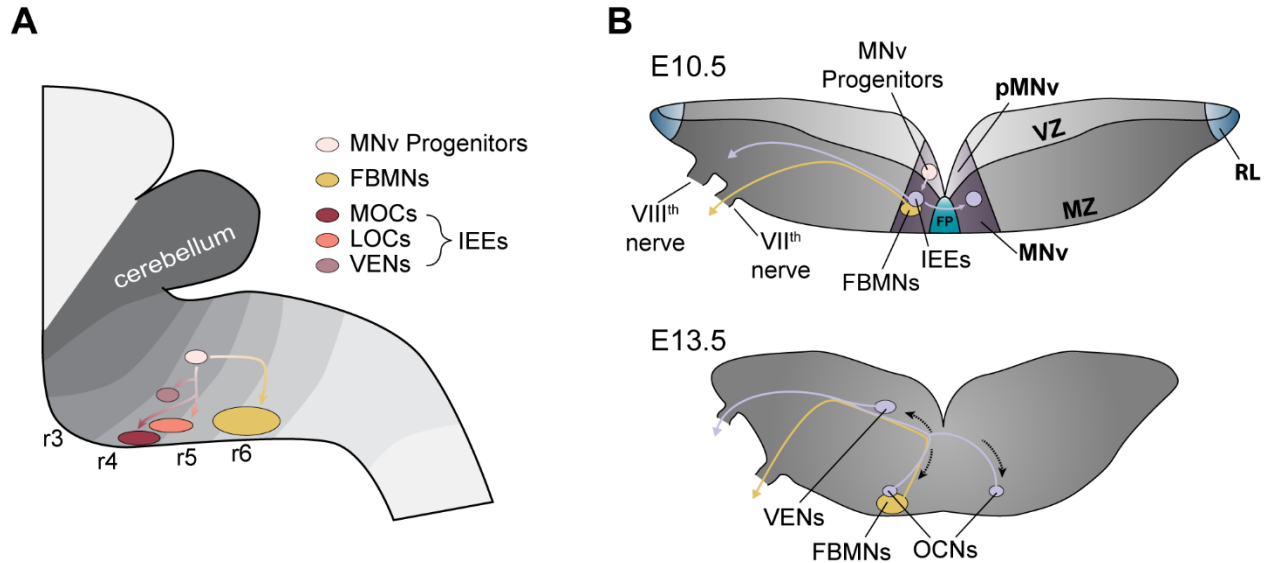 A
cerebellum
MNv Progenitors
FBMNs
MOCs
LOCs
VENs
IEEs
r3
r4
r5
r6
B
E10.5
MNv
Progenitors
pMNv
VZ
RL
MZ
FP
VIIIth
nerve
VIIth
nerve
FBMNs
IEEs
MNv
E13.5
VENs
FBMNs
OCNs